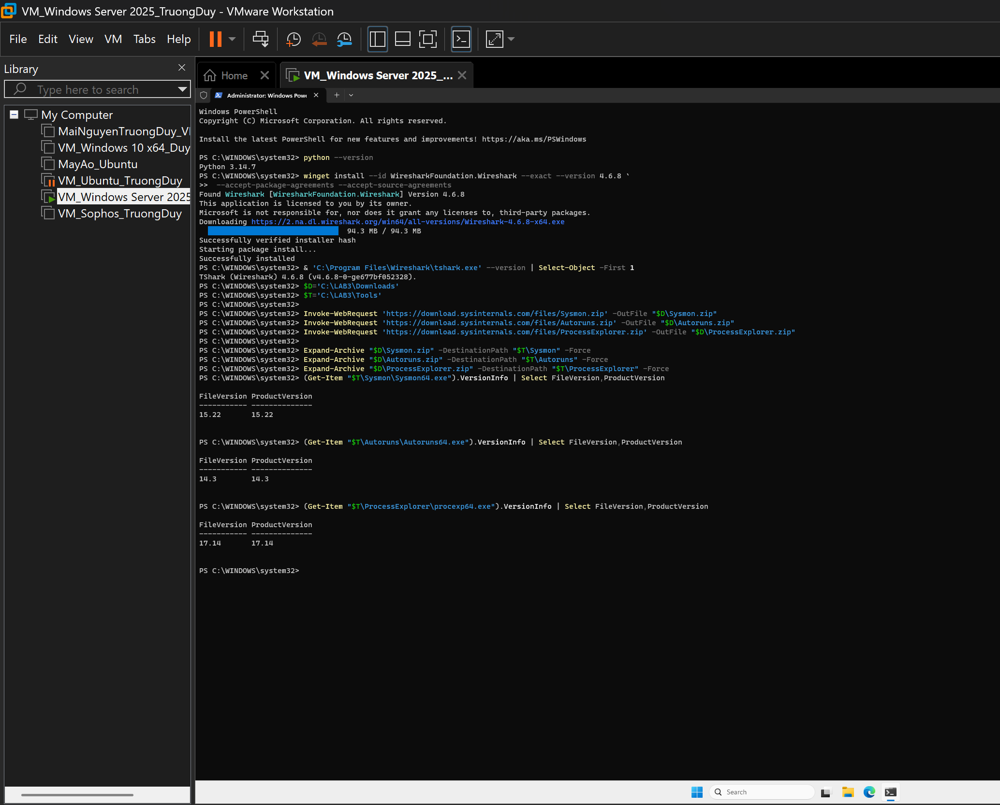 VM_Windows Server 2025_TruongDuy - VMware Workstation
File Edit View VM Tabs Help
Library
Type here to search
My Computer
MaiNguyenTruongDuy_V
VM_Windows 10 x64_Duy
MayAo_Ubuntu
VM_Ubuntu_TruongDuy
VM_Windows Server 2025
VM_Sophos_TruongDuy
Home
VM_Windows Server 2025_...
Administrator: Windows Powe
Windows PowerShell
Copyright (C) Microsoft Corporation. All rights reserved.
Install the latest PowerShell for new features and improvements! https://aka.ms/PSWindows
PS C:\WINDOWS\system32> python --version
Python 3.14.7
PS C:\WINDOWS\system32> winget install --id WiresharkFoundation.Wireshark --exact --version 4.6.8 `
>>  --accept-package-agreements --accept-source-agreements
Found Wireshark [WiresharkFoundation.Wireshark] Version 4.6.8
This application is licensed to you by its owner.
Microsoft is not responsible for, nor does it grant any licenses to, third-party packages.
Downloading https://2.na.dl.wireshark.org/win64/all-versions/Wireshark-4.6.8-x64.exe
94.3 MB / 94.3 MB
Successfully verified installer hash
Starting package install...
Successfully installed
PS C:\WINDOWS\system32> & 'C:\Program Files\Wireshark\tshark.exe' --version | Select-Object -First 1
TShark (Wireshark) 4.6.8 (v4.6.8-0-ge677bf052328).
PS C:\WINDOWS\system32> $D='C:\LAB3\Downloads'
PS C:\WINDOWS\system32> $T='C:\LAB3\Tools'
PS C:\WINDOWS\system32>
PS C:\WINDOWS\system32> Invoke-WebRequest 'https://download.sysinternals.com/files/Sysmon.zip' -OutFile "$D\Sysmon.zip"
PS C:\WINDOWS\system32> Invoke-WebRequest 'https://download.sysinternals.com/files/Autoruns.zip' -OutFile "$D\Autoruns.zip"
PS C:\WINDOWS\system32> Invoke-WebRequest 'https://download.sysinternals.com/files/ProcessExplorer.zip' -OutFile "$D\ProcessExplorer.zip"
PS C:\WINDOWS\system32>
PS C:\WINDOWS\system32> Expand-Archive "$D\Sysmon.zip" -DestinationPath "$T\Sysmon" -Force
PS C:\WINDOWS\system32> Expand-Archive "$D\Autoruns.zip" -DestinationPath "$T\Autoruns" -Force
PS C:\WINDOWS\system32> Expand-Archive "$D\ProcessExplorer.zip" -DestinationPath "$T\ProcessExplorer" -Force
PS C:\WINDOWS\system32> (Get-Item "$T\Sysmon\Sysmon64.exe").VersionInfo | Select FileVersion,ProductVersion
FileVersion ProductVersion
----------- --------------
15.22       15.22
PS C:\WINDOWS\system32> (Get-Item "$T\Autoruns\Autoruns64.exe").VersionInfo | Select FileVersion,ProductVersion
FileVersion ProductVersion
----------- --------------
14.3        14.3
PS C:\WINDOWS\system32> (Get-Item "$T\ProcessExplorer\procexp64.exe").VersionInfo | Select FileVersion,ProductVersion
FileVersion ProductVersion
----------- --------------
17.14       17.14
PS C:\WINDOWS\system32>
Search